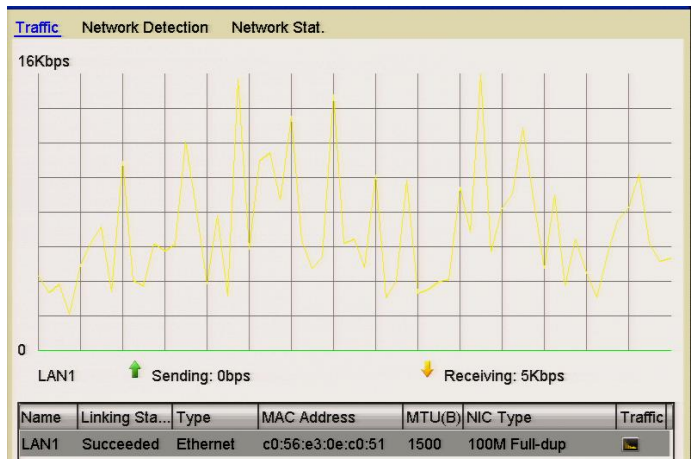 Traffic Network Detection Network Stat.
16Kbps
0
LAN1 Sending: 0bps Receiving: 5Kbps
Name Linking Sta... Type MAC Address MTU(B) NIC Type Traffic
LAN1 Succeeded Ethernet c0:56:e3:0e:c0:51 1500 100M Full-dup